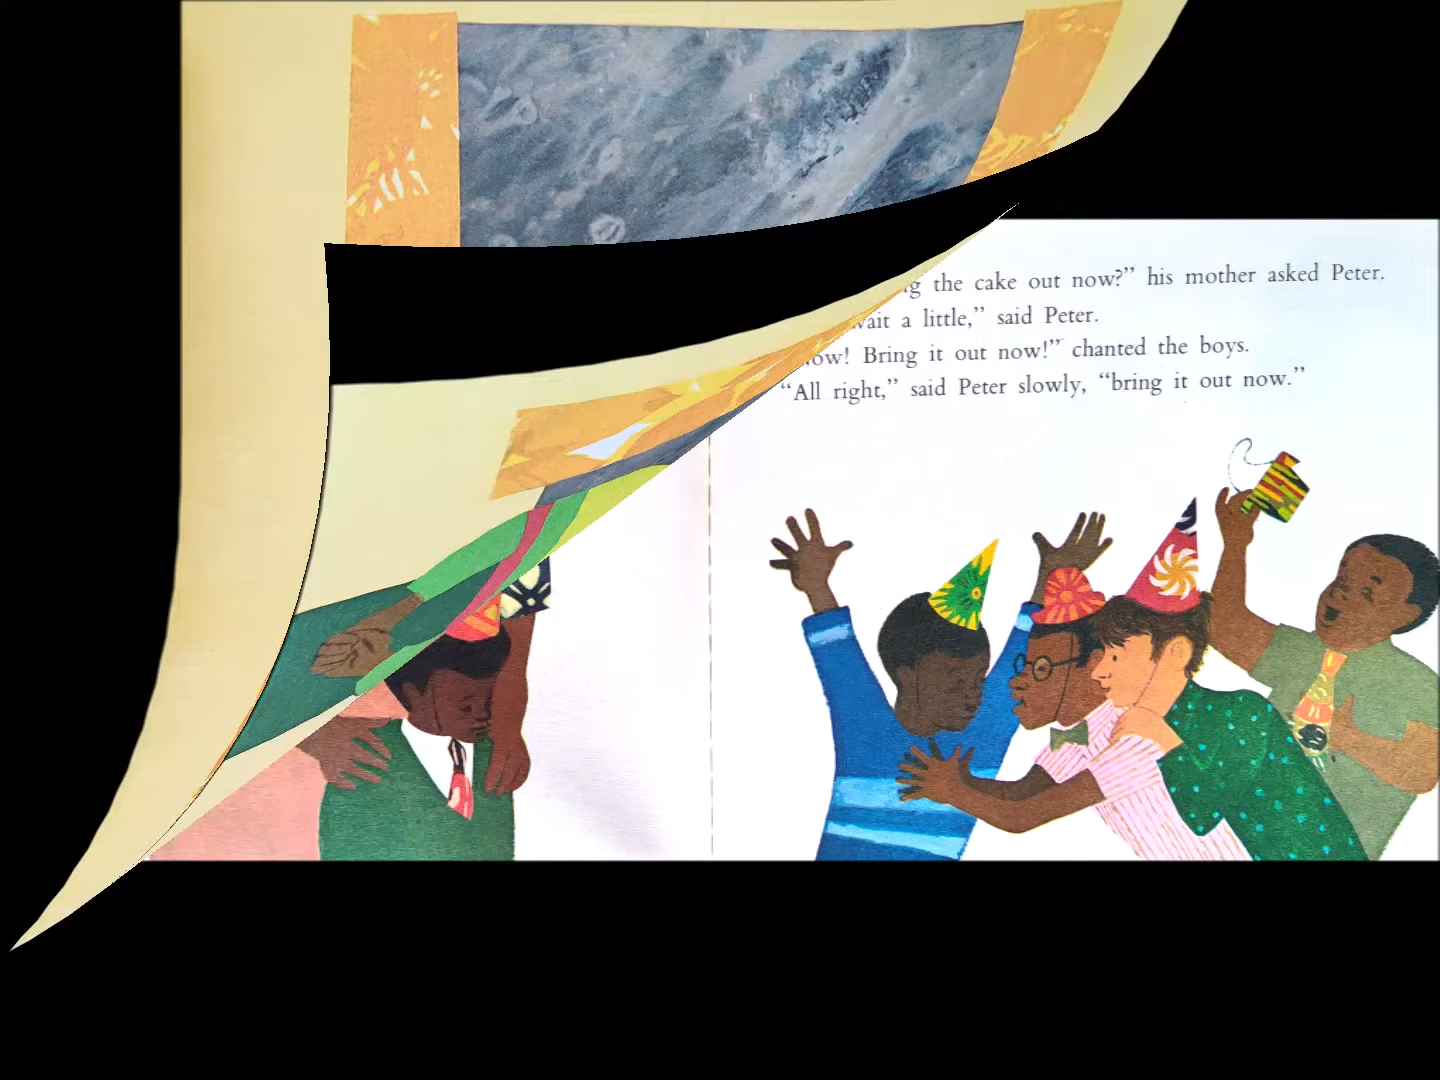 the cake out now?” his mother asked Peter.
wait a little,” said Peter.
Bring it out now!” chanted the boys.
“All right,” said Peter slowly, “bring it out now.”